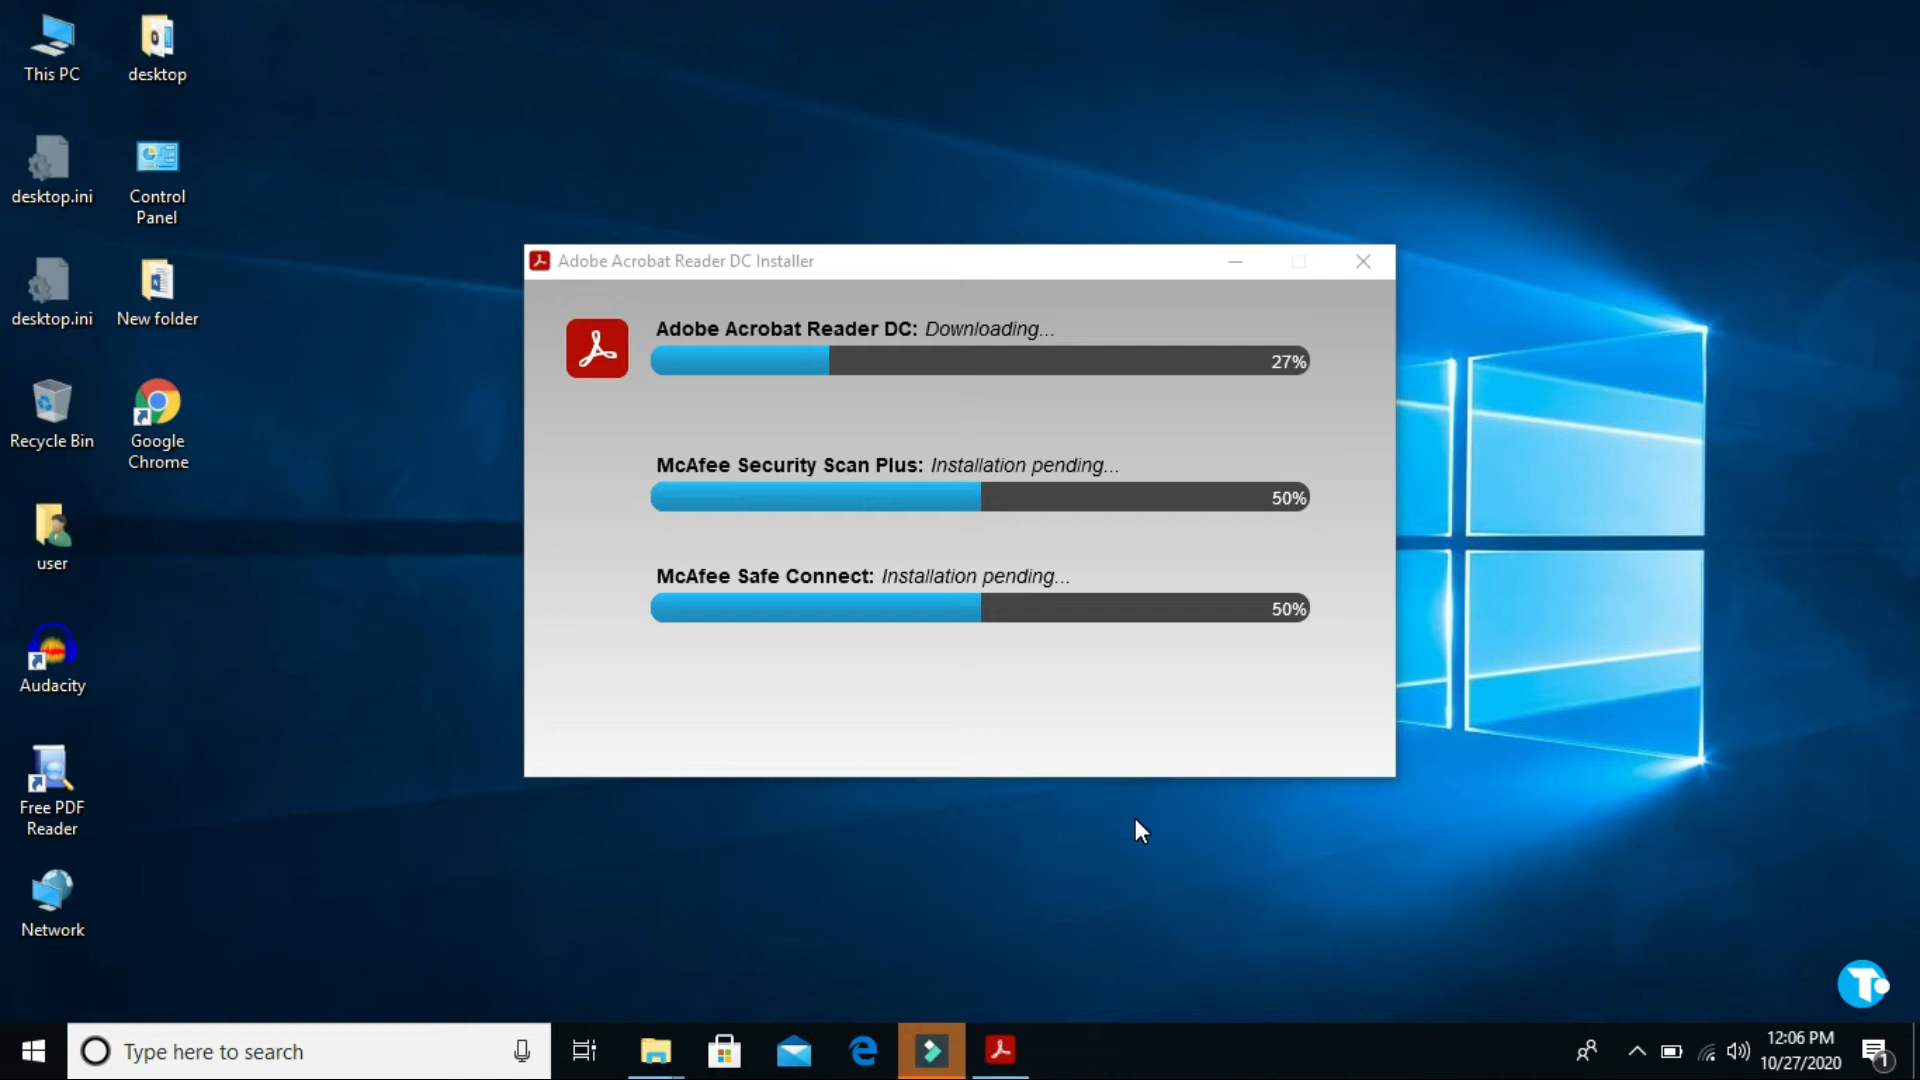 This PC
desktop
desktop.ini
Control
Panel
desktop.ini
New folder
Recycle Bin
Google
Chrome
user
Audacity
Free PDF
Reader
Network
Adobe Acrobat Reader DC Installer
Adobe Acrobat Reader DC: Downloading...
27%
McAfee Security Scan Plus: Installation pending...
50%
McAfee Safe Connect: Installation pending...
50%
Type here to search
12:06 PM
10/27/2020
1